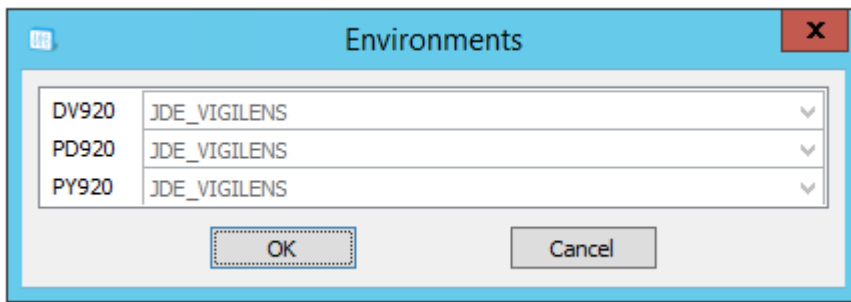 Environments
x
DV920 JDE_VIGILENS
PD920 JDE_VIGILENS
PY920 JDE_VIGILENS
OK Cancel